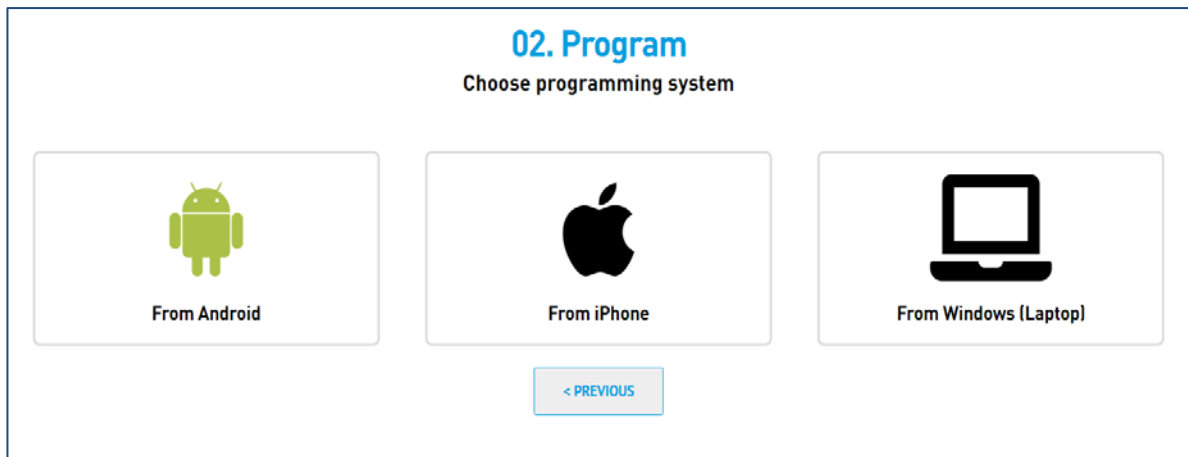 02. Program
Choose programming system
From Android
From iPhone
From Windows (Laptop)
< PREVIOUS